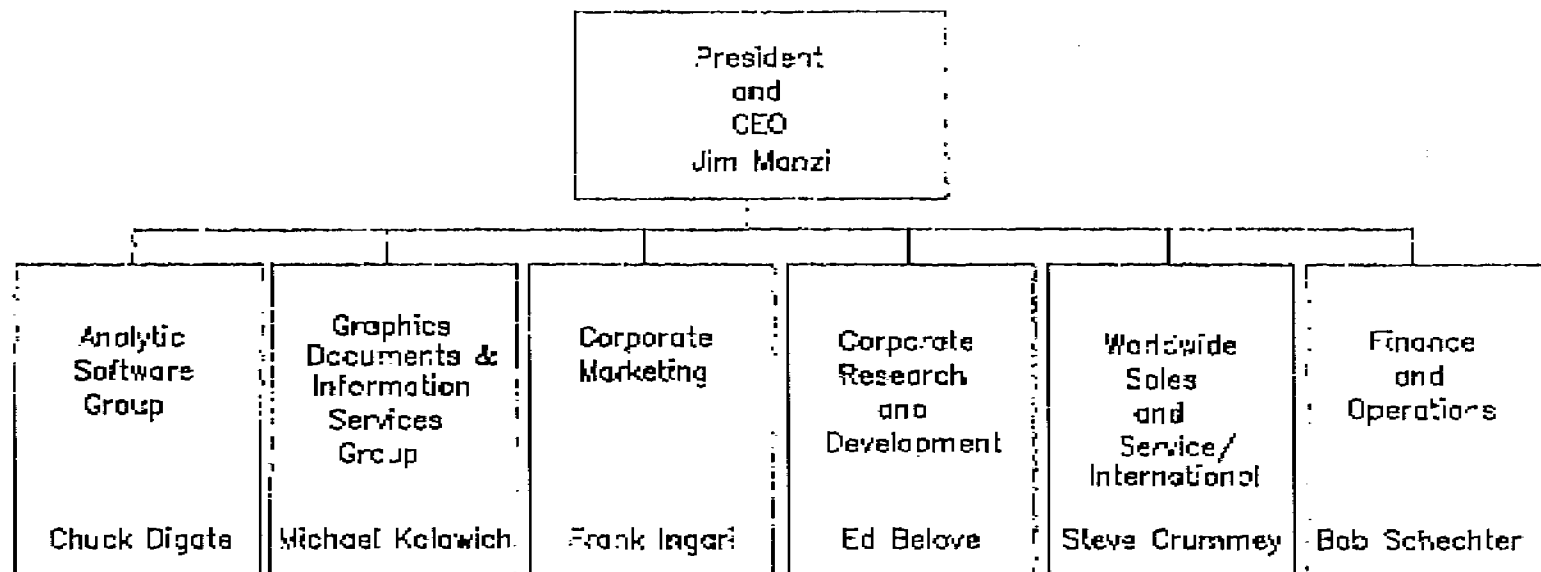 President
and
CEO
Jim Manzi
Analytic
Software
Group
Chuck Digate
Graphics
Documents &
Information
Services
Group
Michael Kolowich
Corporate
Marketing
Frank Ingari
Corporate
Research
and
Development
Ed Belove
Worldwide
Sales
and
Service/
International
Steve Crummey
Finance
and
Operations
Bob Schechter